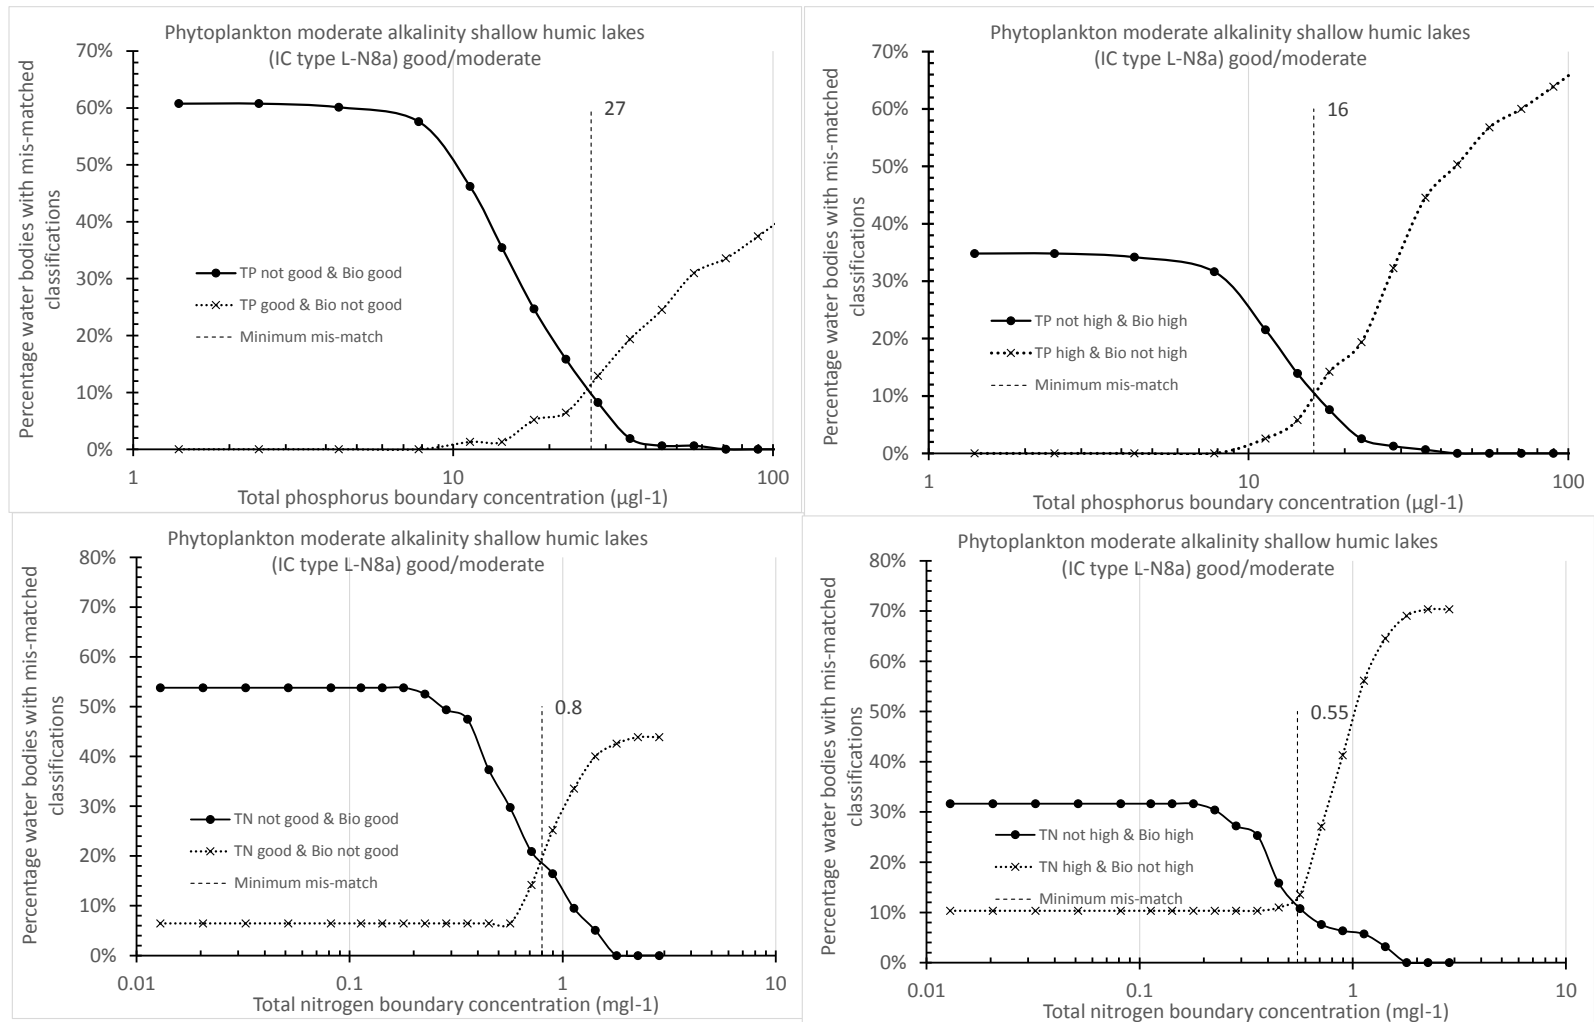 Phytoplankton moderate alkalinity shallow humic lakes
(IC type L-N8a) good/moderate
70%
60%
50%
40%
30%
20%
10%
0%
Percentage water bodies with mis-matched
classifications
27
TP not good & Bio good
TP good & Bio not good
Minimum mis-match
1
10
100
Total phosphorus boundary concentration (µgl-1)
Phytoplankton moderate alkalinity shallow humic lakes
(IC type L-N8a) good/moderate
70%
60%
50%
40%
30%
20%
10%
0%
Percentage water bodies with mis-matched
classifications
16
TP not high & Bio high
TP high & Bio not high
Minimum mis-match
1
10
100
Total phosphorus boundary concentration (µgl-1)
Phytoplankton moderate alkalinity shallow humic lakes
(IC type L-N8a) good/moderate
80%
70%
60%
50%
40%
30%
20%
10%
0%
Percentage water bodies with mis-matched
classifications
0.8
TN not good & Bio good
TN good & Bio not good
Minimum mis-match
0.01
0.1
1
10
Total nitrogen boundary concentration (mgl-1)
Phytoplankton moderate alkalinity shallow humic lakes
(IC type L-N8a) good/moderate
80%
70%
60%
50%
40%
30%
20%
10%
0%
Percentage water bodies with mis-matched
classifications
0.55
TN not high & Bio high
TN high & Bio not high
Minimum mis-match
0.01
0.1
1
10
Total nitrogen boundary concentration (mgl-1)